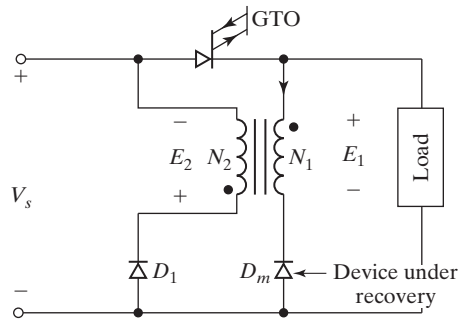 GTO
+
− +
E₂ N₂ N₁ E₁ Load
+ −
Vₛ
D₁ Dₘ Device under
recovery
−